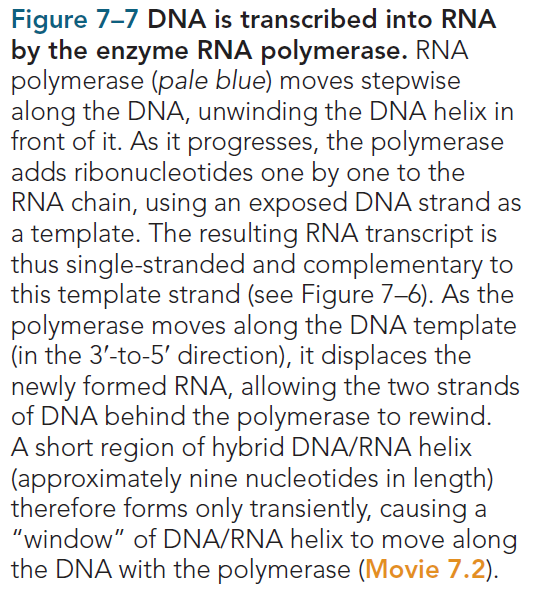 Figure 7–7 DNA is transcribed into RNA
by the enzyme RNA polymerase. RNA
polymerase (pale blue) moves stepwise
along the DNA, unwinding the DNA helix in
front of it. As it progresses, the polymerase
adds ribonucleotides one by one to the
RNA chain, using an exposed DNA strand as
a template. The resulting RNA transcript is
thus single-stranded and complementary to
this template strand (see Figure 7–6). As the
polymerase moves along the DNA template
(in the 3′-to-5′ direction), it displaces the
newly formed RNA, allowing the two strands
of DNA behind the polymerase to rewind.
A short region of hybrid DNA/RNA helix
(approximately nine nucleotides in length)
therefore forms only transiently, causing a
“window” of DNA/RNA helix to move along
the DNA with the polymerase (Movie 7.2).